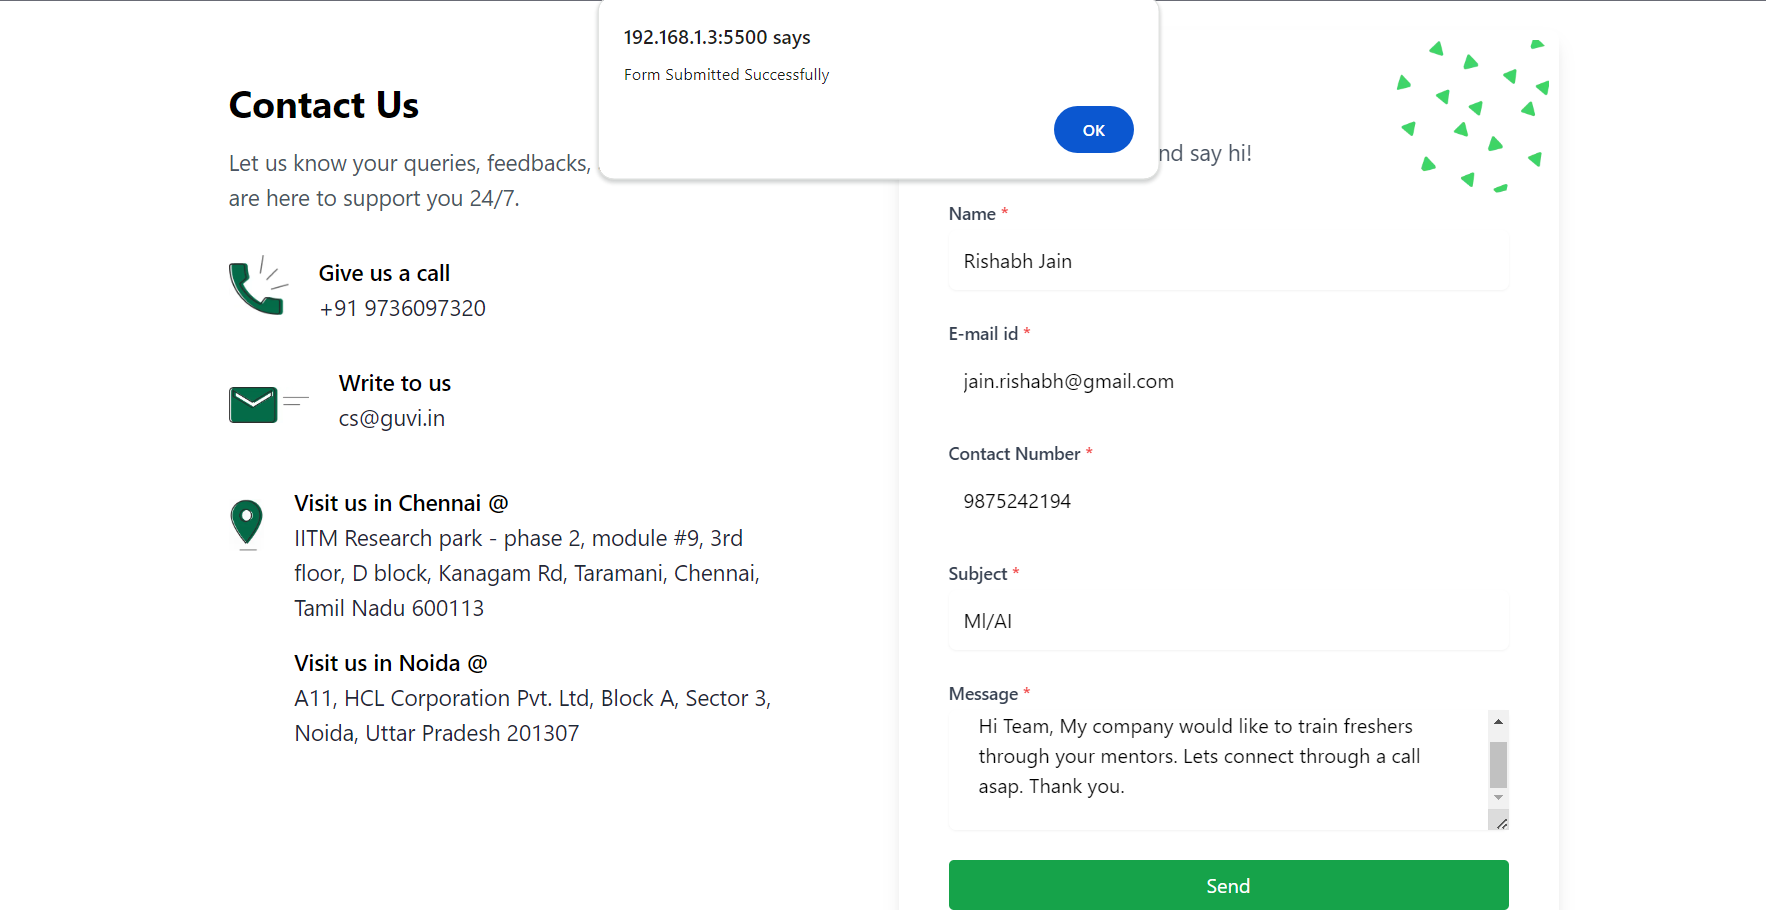 192.168.1.3:5500 says
Form Submitted Successfully
OK
Contact Us
Let us know your queries, feedbacks,
are here to support you 24/7.
Give us a call
+91 9736097320
Write to us
cs@guvi.in
Visit us in Chennai @
IITM Research park - phase 2, module #9, 3rd
floor, D block, Kanagam Rd, Taramani, Chennai,
Tamil Nadu 600113
Visit us in Noida @
A11, HCL Corporation Pvt. Ltd, Block A, Sector 3,
Noida, Uttar Pradesh 201307
say hi!
Name *
Rishabh Jain
E-mail id *
jain.rishabh@gmail.com
Contact Number *
9875242194
Subject *
Ml/AI
Message *
Hi Team, My company would like to train freshers
through your mentors. Lets connect through a call
asap. Thank you.
Send